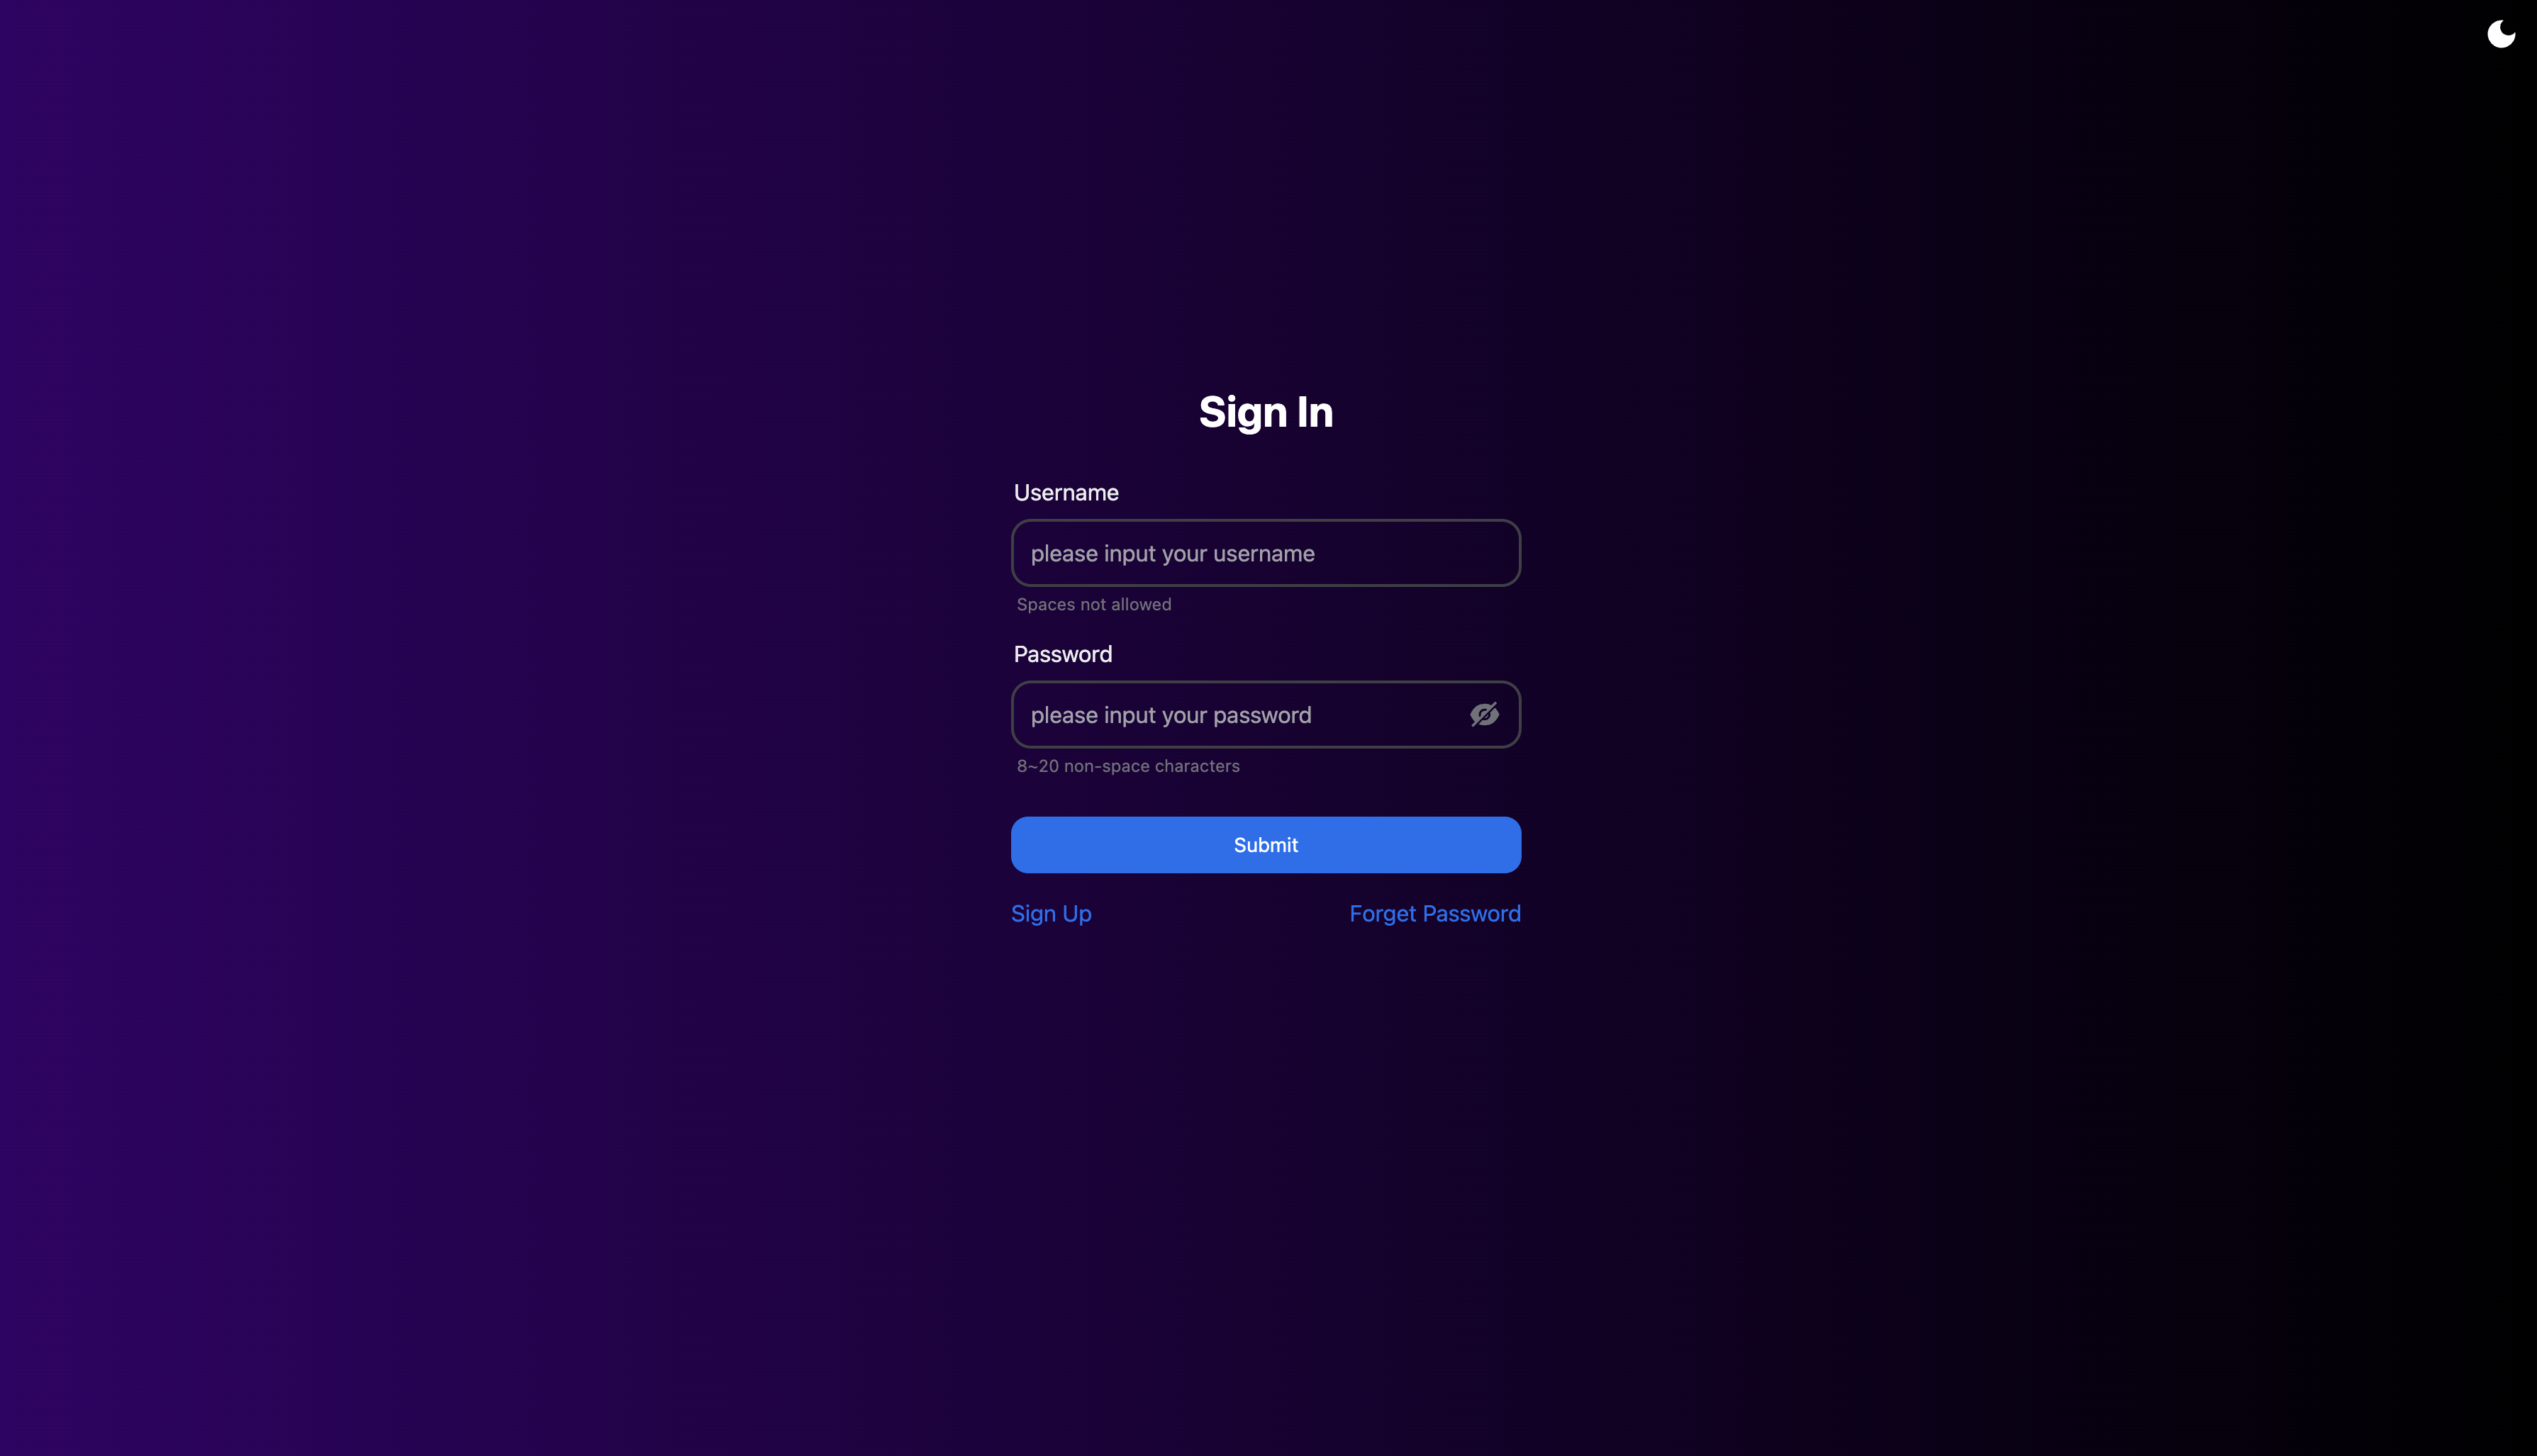 Sign In
Username
please input your username
Spaces not allowed
Password
please input your password
8~20 non-space characters
Submit
Sign Up
Forget Password